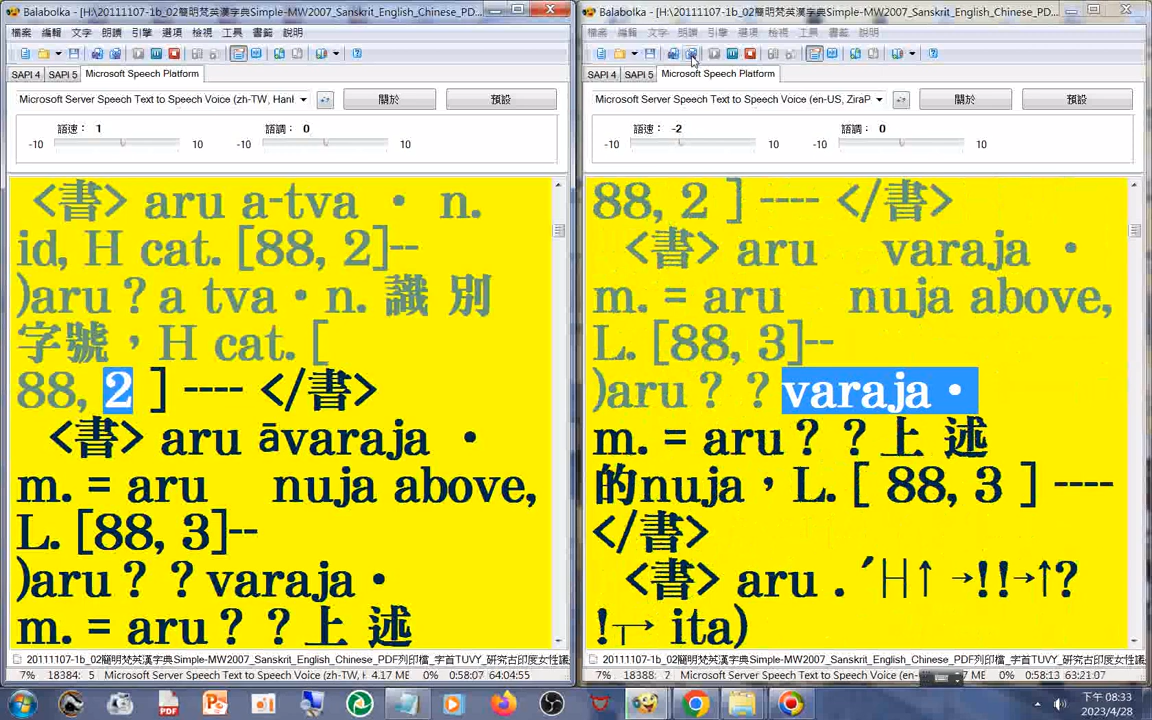 Balabolka - [H:\20111107-1b_02簡明梵英漢字典Simple-MW2007_Sanskrit_English_Chinese_PD...
檔案 編輯 文字 朗讀 引擎 選項 檢視 工具 書籤 說明
SAPI 4 SAPI 5 Microsoft Speech Platform
Microsoft Server Speech Text to Speech Voice (zh-TW, Hanl 關於 預設
語速： 1 語調： 0
-10 10 -10 10
<書> aru a-tva ‧ n.
id, H cat. [88, 2]--
)aru ? a tva‧n. 識 別
字號，H cat. [
88, 2 ] ---- </書>
<書> aru āvaraja ‧
m. = aru nuja above,
L. [88, 3]--
)aru ? ? varaja‧
m. = aru ? ? 上 述
20111107-1b_02簡明梵英漢字典Simple-MW2007_Sanskrit_English_Chinese_PDF列印檔_字首TUVY_研究古印度女性議
7% 18384: 5 Microsoft Server Speech Text to Speech Voice (zh-TW, H 4.17 ME 0% 0:58:07 64:04:55
Balabolka - [H:\20111107-1b_02簡明梵英漢字典Simple-MW2007_Sanskrit_English_Chinese_PD...
檔案 編輯 文字 朗讀 引擎 選項 檢視 工具 書籤 說明
SAPI 4 SAPI 5 Microsoft Speech Platform
Microsoft Server Speech Text to Speech Voice (en-US, ZiraP 關於 預設
語速： -2 語調： 0
-10 10 -10 10
88, 2 ] ---- </書>
<書> aru varaja ‧
m. = aru nuja above,
L. [88, 3]--
)aru ? ? varaja‧
m. = aru ? ? 上 述
的nuja，L. [ 88, 3 ] ----
</書>
<書> aru . ˊH↑ →!!→↑?
!┬→ ita)
20111107-1b_02簡明梵英漢字典Simple-MW2007_Sanskrit_English_Chinese_PDF列印檔_字首TUVY_研究古印度女性議
7% 18388: 7 Microsoft Server Speech Text to Speech Voice 0% 0:58:13 63:21:07
下午 08:33
2023/4/28